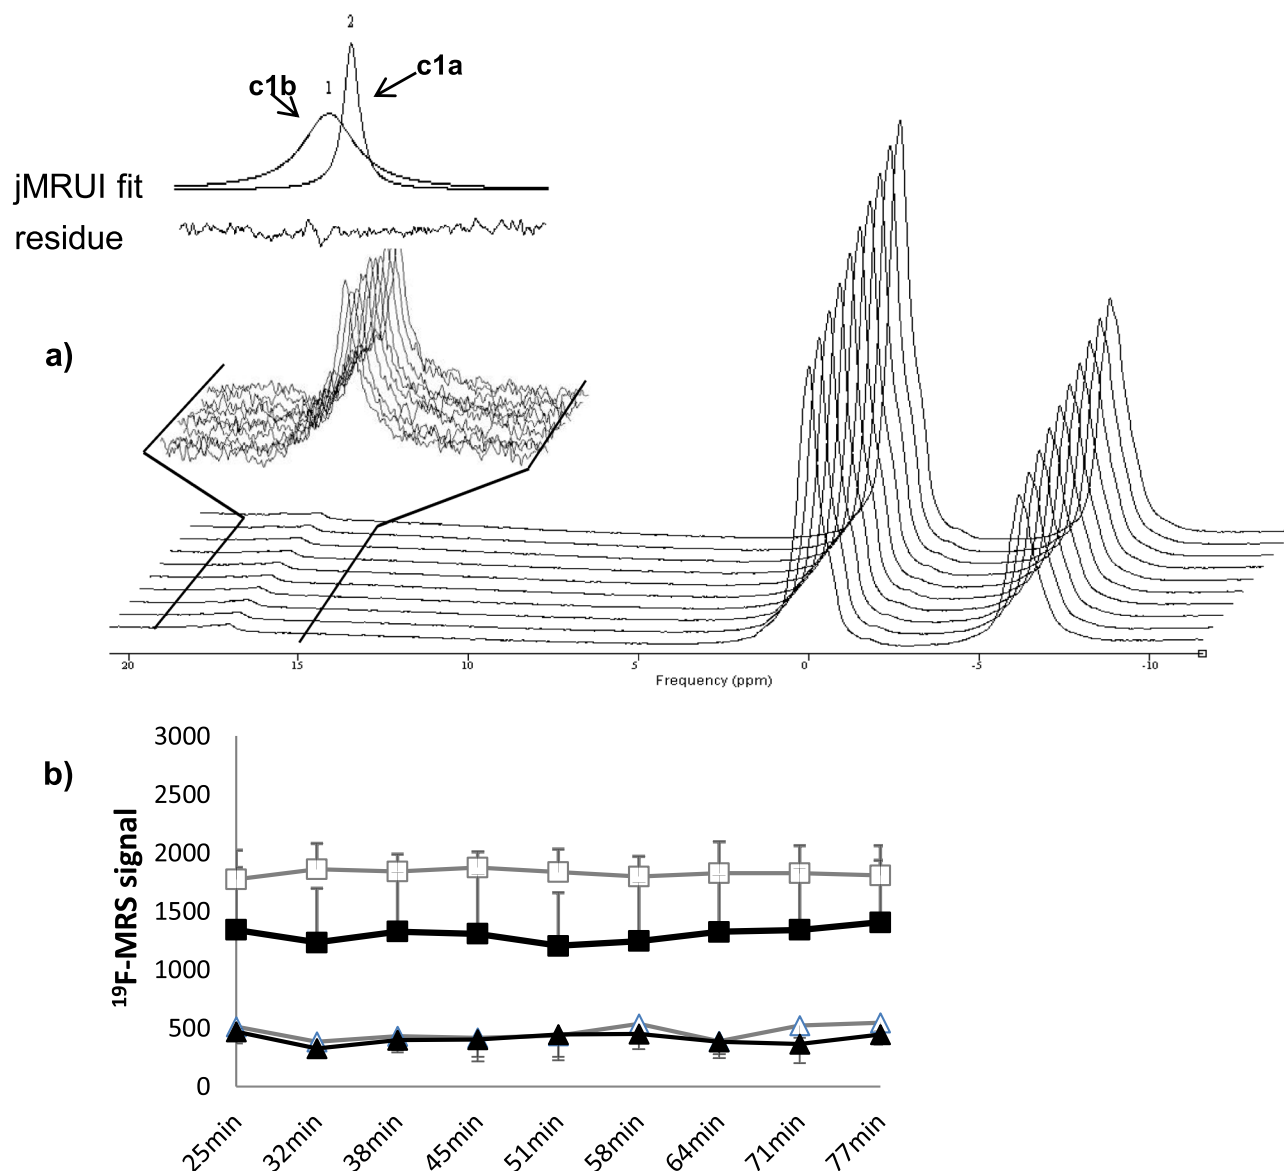 2
c1b
1
c1a
jMRUI fit
residue
a)
20 15 10 5 0 -5 -10
Frequency (ppm)
b)
3000
2500
2000
1500
1000
500
0
¹⁹F-MRS signal
25min 32min 38min 45min 51min 58min 64min 71min 77min